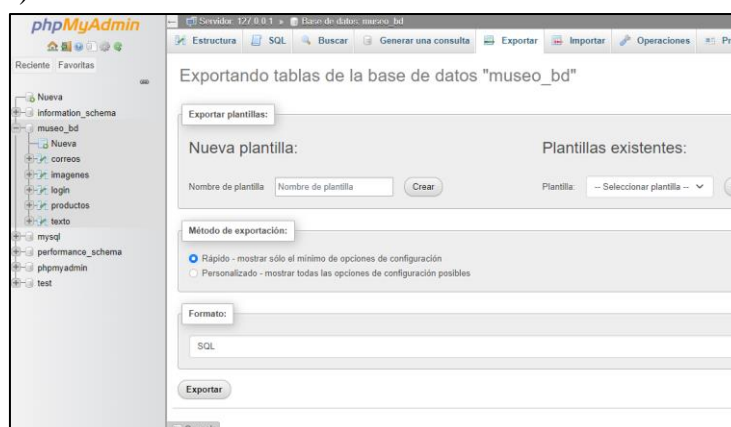 phpMyAdmin
Reciente Favoritas
Nueva
information_schema
museo_bd
Nueva
correos
imagenes
login
productos
texto
mysql
performance_schema
phpmyadmin
test
Servidor: 127.0.0.1 » Base de datos: museo_bd
Estructura SQL Buscar Generar una consulta Exportar Importar Operaciones
Exportando tablas de la base de datos "museo_bd"
Exportar plantillas:
Nueva plantilla:
Nombre de plantilla Nombre de plantilla Crear
Plantillas existentes:
Plantilla: -- Seleccionar plantilla --
Método de exportación:
Rápido - mostrar sólo el mínimo de opciones de configuración
Personalizado - mostrar todas las opciones de configuración posibles
Formato:
SQL
Exportar